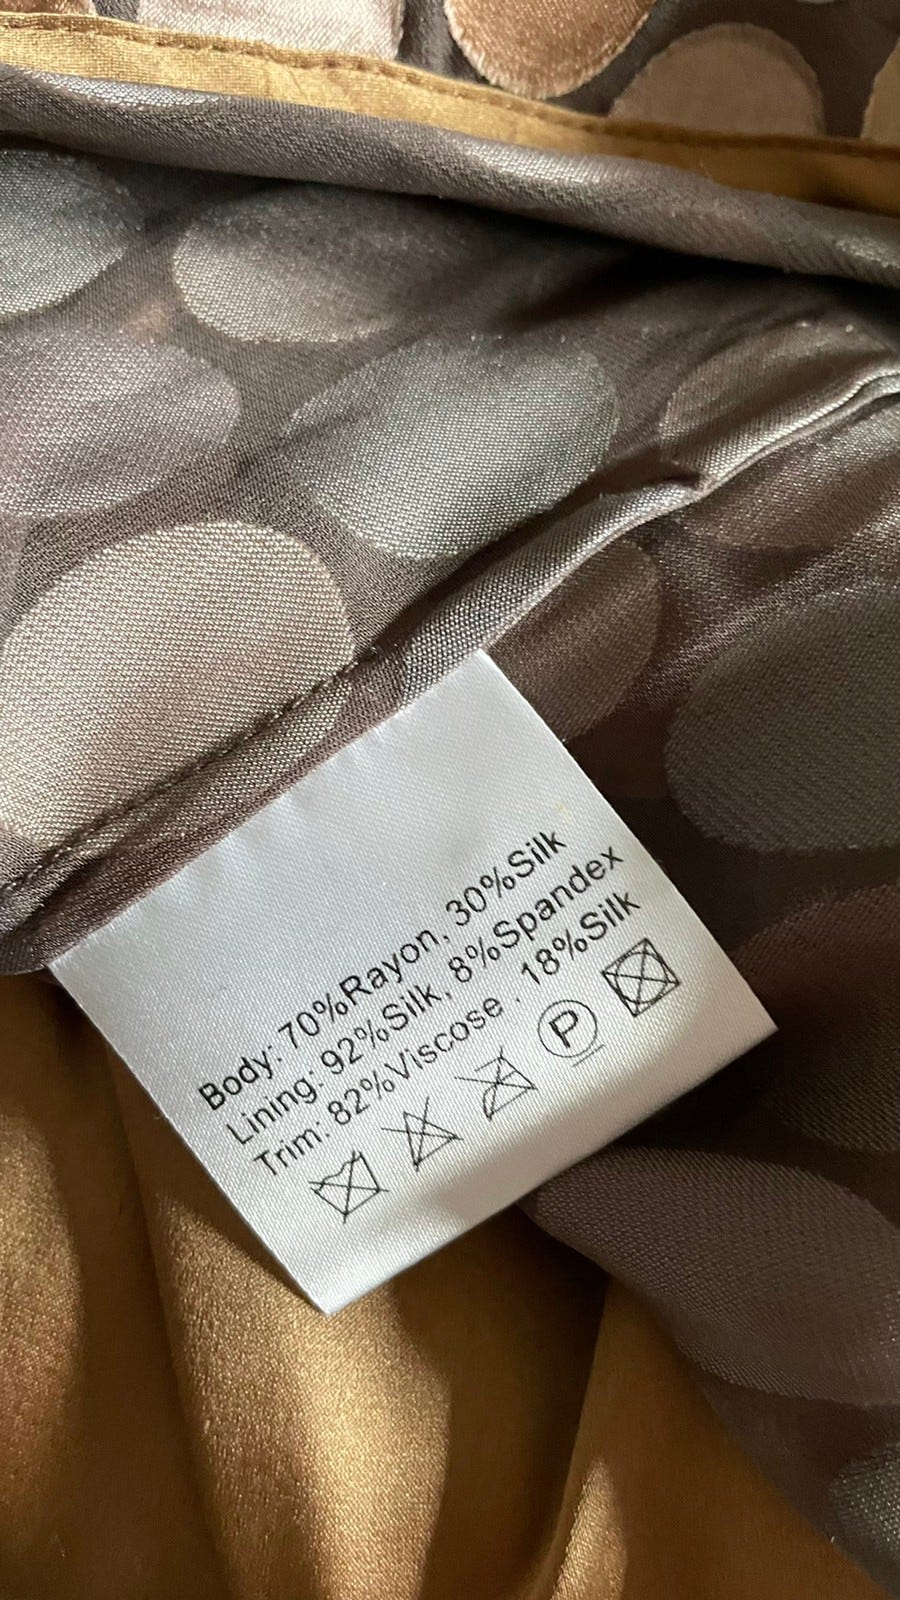 Body: 70%Rayon, 30%Silk
Lining: 92%Silk, 8%Spandex
Trim: 82%Viscose . 18%Silk
P